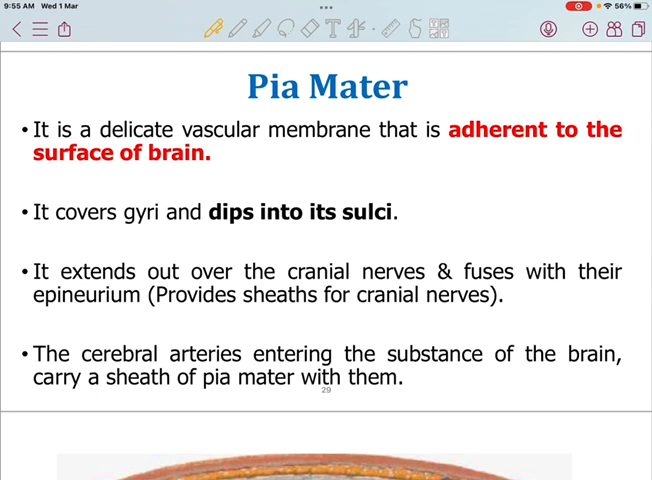 9:55 AM Wed 1 Mar
56%
Pia Mater
• It is a delicate vascular membrane that is adherent to the
surface of brain.
• It covers gyri and dips into its sulci.
• It extends out over the cranial nerves & fuses with their
epineurium (Provides sheaths for cranial nerves).
• The cerebral arteries entering the substance of the brain,
carry a sheath of pia mater with them.
29